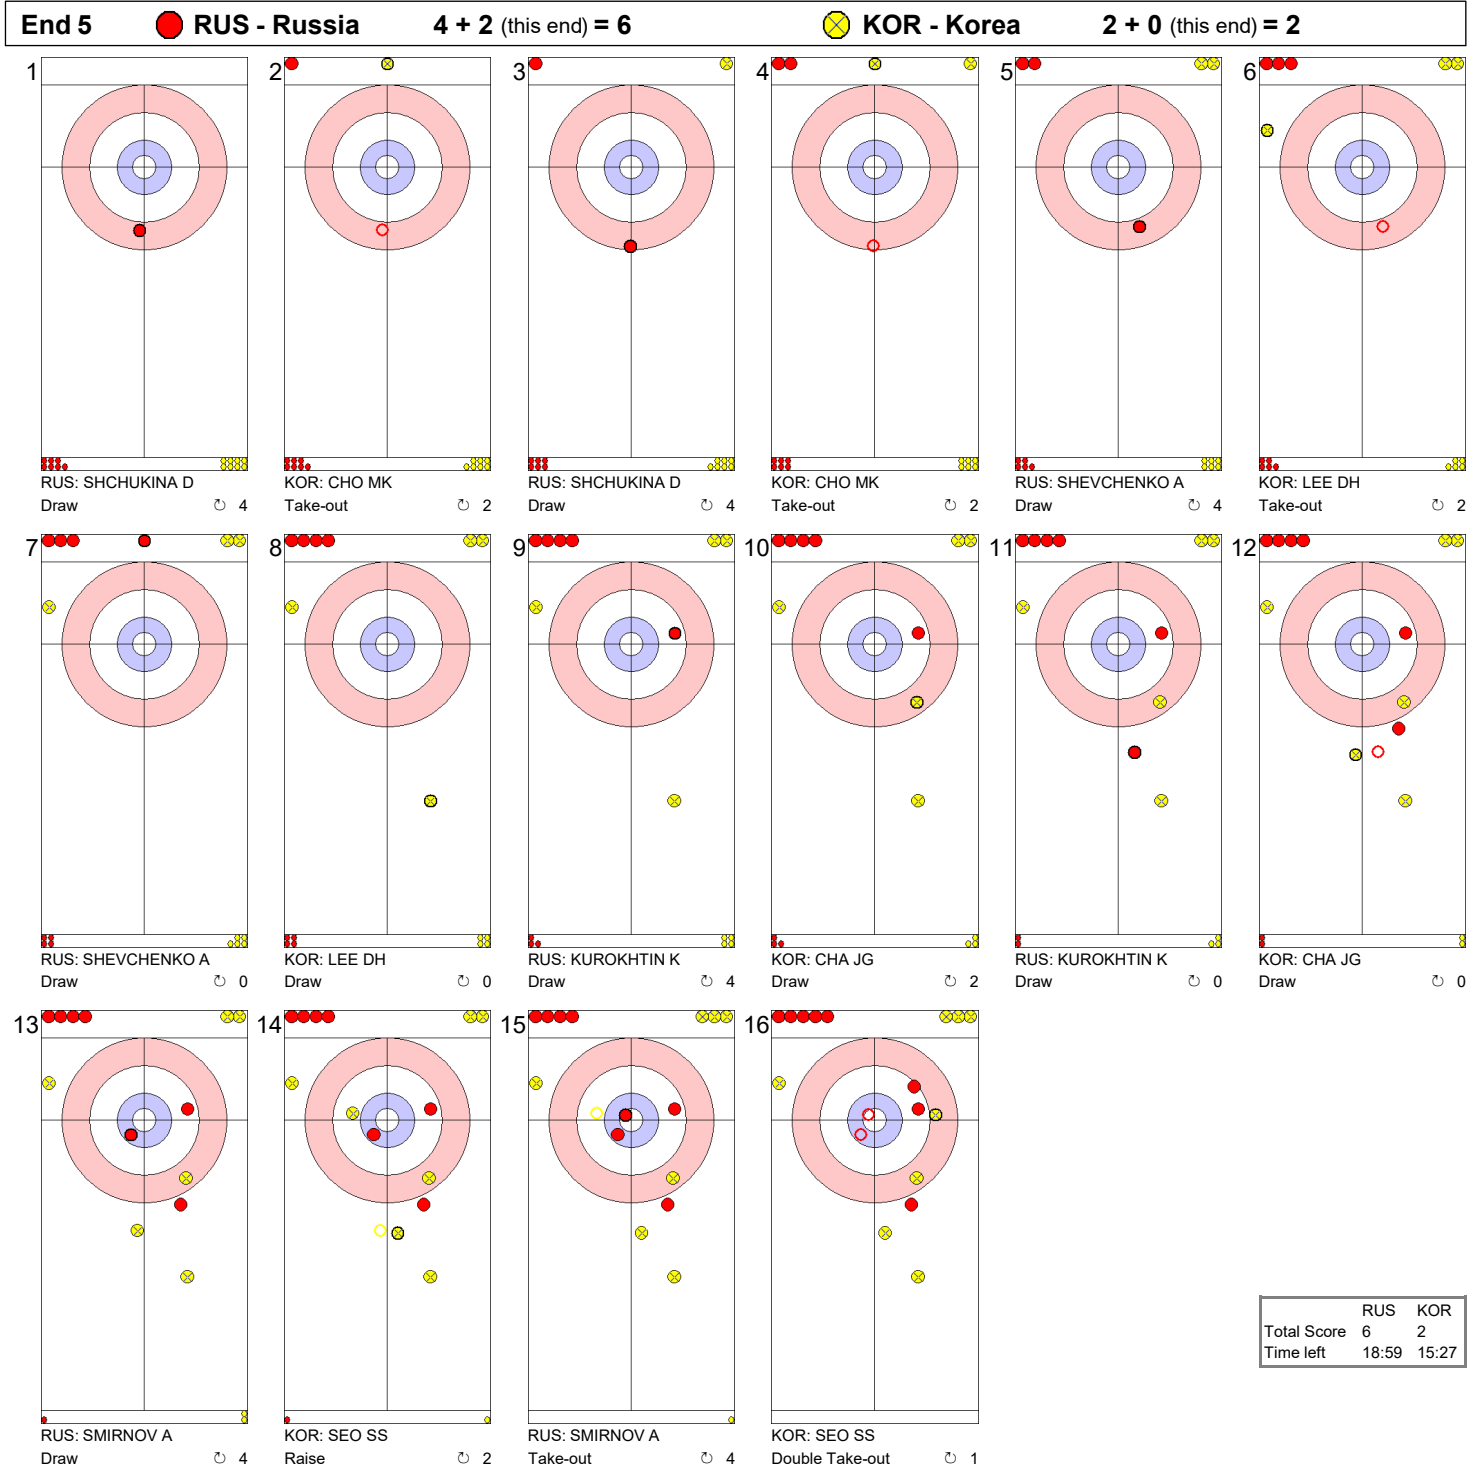 End 5 RUS - Russia 4 + 2 (this end) = 6 KOR - Korea 2 + 0 (this end) = 2
1 2 3 4 5 6
RUS: SHCHUKINA D KOR: CHO MK RUS: SHCHUKINA D KOR: CHO MK RUS: SHEVCHENKO A KOR: LEE DH
Draw ↻ 4 Take-out ↻ 2 Draw ↻ 4 Take-out ↻ 2 Draw ↻ 4 Take-out ↻ 2
7 8 9 10 11 12
RUS: SHEVCHENKO A KOR: LEE DH RUS: KUROKHTIN K KOR: CHA JG RUS: KUROKHTIN K KOR: CHA JG
Draw ↻ 0 Draw ↻ 0 Draw ↻ 4 Draw ↻ 2 Draw ↻ 0 Draw ↻ 0
13 14 15 16
RUS: SMIRNOV A KOR: SEO SS RUS: SMIRNOV A KOR: SEO SS
Draw ↻ 4 Raise ↻ 2 Take-out ↻ 4 Double Take-out ↻ 1
RUS KOR
Total Score 6 2
Time left 18:59 15:27